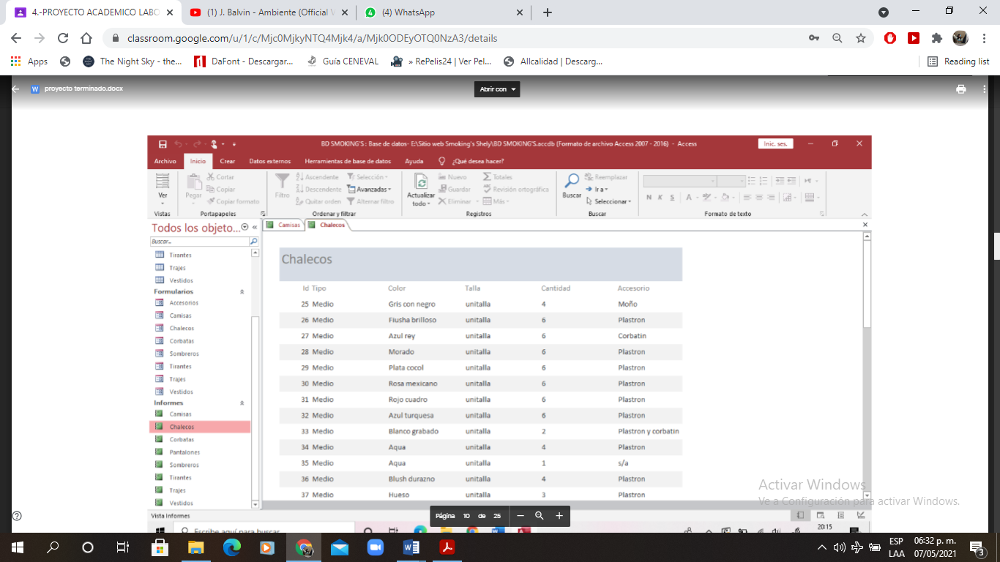 4.-PROYECTO ACADEMICO LABO
(1) J. Balvin - Ambiente (Official V
(4) WhatsApp
classroom.google.com/u/1/c/Mjc0MjkyNTQ4Mjk4/a/Mjk0ODEyOTQ0NzA3/details
Apps
The Night Sky - the...
DaFont - Descargar...
Guía CENEVAL
» RePelis24 | Ver Pel...
Allcalidad | Descarg...
Reading list
proyecto terminado.docx
Abrir con
BD SMOKING'S : Base de datos- E:\Sitio web Smoking's Shely\BD SMOKING'S.accdb (Formato de archivo Access 2007 - 2016) - Access
Inic. ses.
Archivo Inicio Crear Datos externos Herramientas de base de datos Ayuda ¿Qué desea hacer?
Ver
Vistas
Pegar
Cortar
Copiar
Copiar formato
Portapapeles
Filtro
Ascendente
Descendente
Quitar orden
Selección
Avanzadas
Alternar filtro
Ordenar y filtrar
Actualizar
todo
Nuevo
Guardar
Eliminar
Totales
Revisión ortográfica
Más
Registros
Buscar
Reemplazar
Ir a
Seleccionar
Buscar
N K S A
Formato de texto
Todos los objeto...
Buscar...
Tirantes
Trajes
Vestidos
Formularios
Accesorios
Camisas
Chalecos
Corbatas
Sombreros
Tirantes
Trajes
Vestidos
Informes
Camisas
Chalecos
Corbatas
Pantalones
Sombreros
Tirantes
Trajes
Vestidos
Camisas
Chalecos
Chalecos
Id Tipo Color Talla Cantidad Accesorio
25 Medio Gris con negro unitalla 4 Moño
26 Medio Fiusha brilloso unitalla 6 Plastron
27 Medio Azul rey unitalla 6 Corbatin
28 Medio Morado unitalla 6 Plastron
29 Medio Plata cocol unitalla 6 Plastron
30 Medio Rosa mexicano unitalla 6 Plastron
31 Medio Rojo cuadro unitalla 6 Plastron
32 Medio Azul turquesa unitalla 6 Plastron
33 Medio Blanco grabado unitalla 2 Plastron y corbatin
34 Medio Aqua unitalla 4 Plastron
35 Medio Aqua unitalla 1 s/a
36 Medio Blush durazno unitalla 4 Plastron
37 Medio Hueso unitalla 3 Plastron
Activar Windows
Ve a Configuración para activar Windows.
Vista Informes
Página 10 de 25
Escribe aquí para buscar
20:15
ESP
LAA
06:32 p. m.
07/05/2021
3